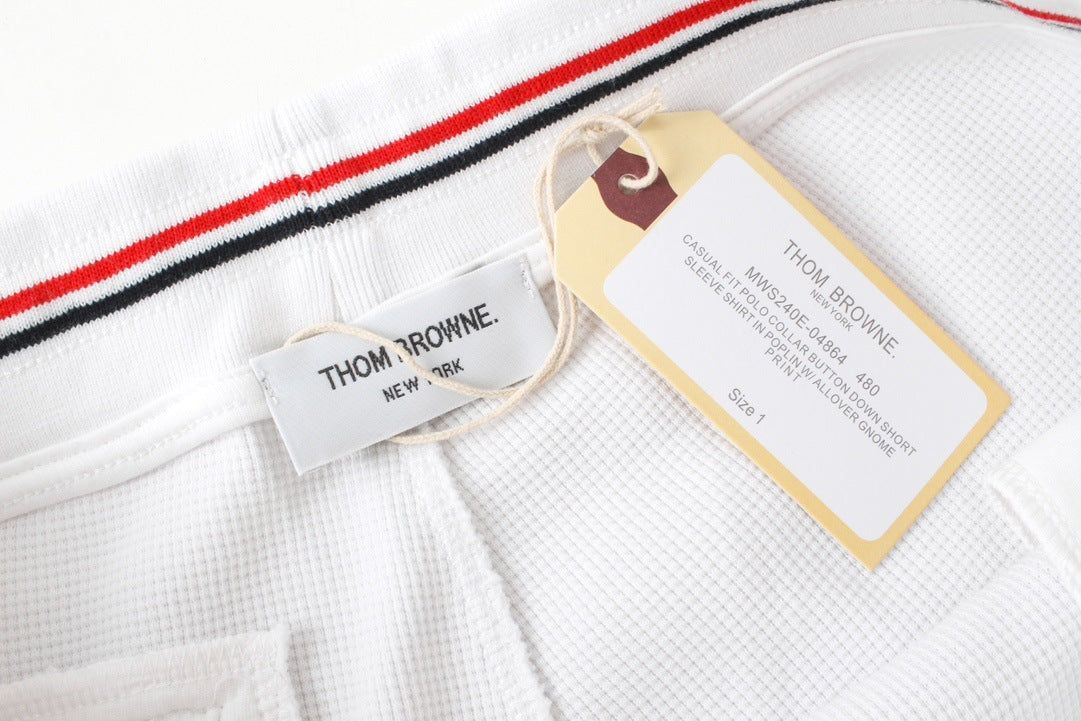 THOM BROWNE.
NEW YORK
THOM BROWNE.
NEW YORK
MWS240E-04864 480
CASUAL FIT POLO COLLAR BUTTON DOWN SHORT
SLEEVE SHIRT IN POPLIN W/ ALLOVER GNOME
PRINT
Size 1